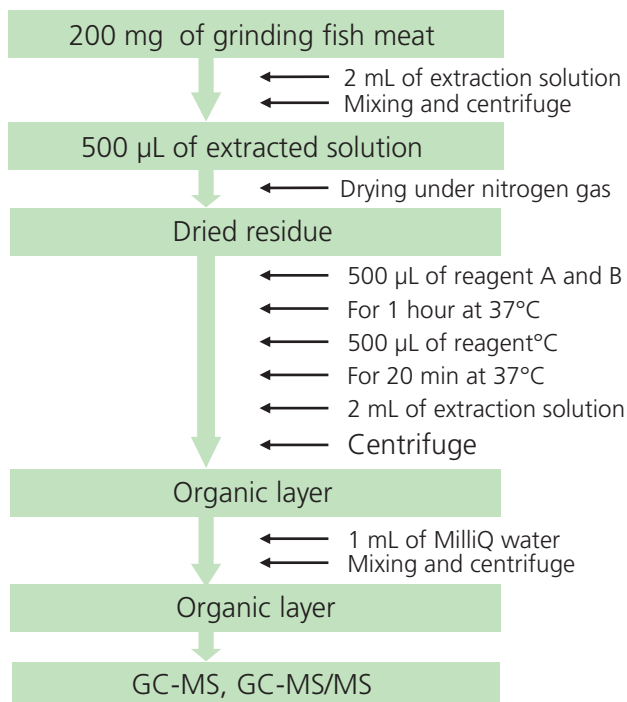 200 mg of grinding fish meat
2 mL of extraction solution
Mixing and centrifuge
500 µL of extracted solution
Drying under nitrogen gas
Dried residue
500 µL of reagent A and B
For 1 hour at 37°C
500 µL of reagent°C
For 20 min at 37°C
2 mL of extraction solution
Centrifuge
Organic layer
1 mL of MilliQ water
Mixing and centrifuge
Organic layer
GC-MS, GC-MS/MS